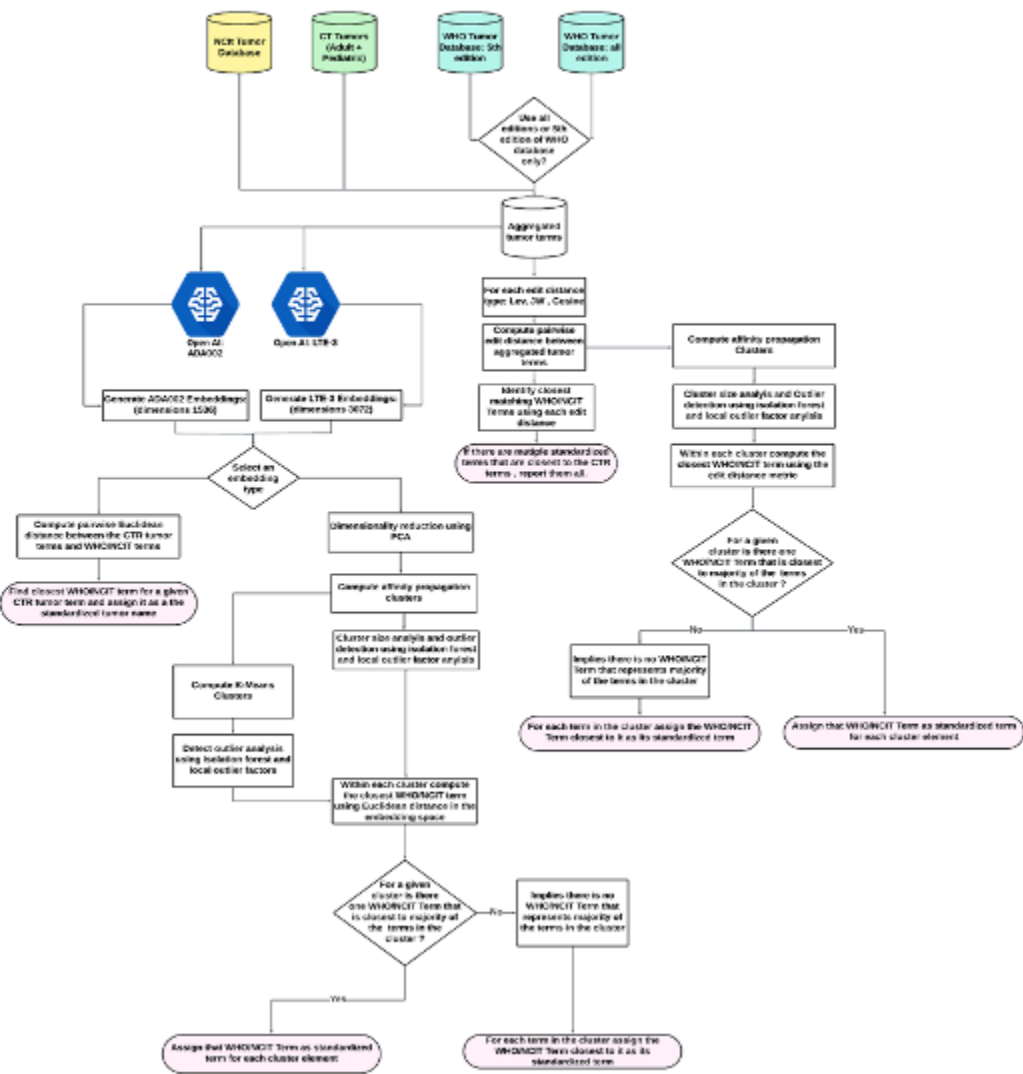 NCIt Tumor
Database
CT Tumors
(Adult +
Pediatric)
WHO Tumor
Database: 5th
edition
WHO Tumor
Database: all
edition
Use all
editions or 5th
edition of WHO
database
only?
Aggregated
tumor terms
Open AI:
ADA002
Open AI: LTE-3
For each edit distance
type: Lev, JW , Cosine
Compute pairwise
edit distance between
aggregated tumor
terms
Compute affinity propagation
Clusters
Generate ADA002 Embeddings:
(dimensions 1536)
Generate LTE-3 Embeddings:
(dimensions 3072)
Identify closest
matching WHO/NCIT
Terms using each edit
distance
Cluster size analyis and Outlier
detection using isolation forest
and local outlier factor anylsis
If there are mutiple standardized
terms that are closest to the CTR
terms , report them all.
Within each cluster compute the
closest WHO/NCIT term using the
edit distance metric
Select an
embedding
type
Compute pairwise Euclidean
distance between the CTR tumor
terms and WHO/NCIT terms
Dimensionality reduction using
PCA
For a given
cluster is there one
WHO/NCIT Term that is closest
to majority of the terms
in the cluster ?
Find closest WHO/NCIT term for a given
CTR tumor term and assign it as a the
standardized tumor name
Compute affinity propagation
clusters
Cluster size analyis and outlier
detection using isolation forest
and local outlier factor anylsis
No
Yes
Implies there is no WHO/NCIT
Term that represents majority
of the terms in the cluster
Compute K-Means
Clusters
For each term in the cluster assign the WHO/NCIT
Term closest to it as its standardized term
Assign that WHO/NCIT Term as standardized term
for each cluster element
Detect outlier analysis
using isolation forest and
local outlier factors
Within each cluster compute
the closest WHO/NCIT term
using Euclidean distance in the
embedding space
For a given
cluster is there
one WHO/NCIT Term that
is closest to majority of
the terms in the
cluster ?
No
Implies there is no
WHO/NCIT Term that
represents majority of
the terms in the cluster
Yes
Assign that WHO/NCIT Term as standardized
term for each cluster element
For each term in the cluster assign the
WHO/NCIT Term closest to it as its
standardized term